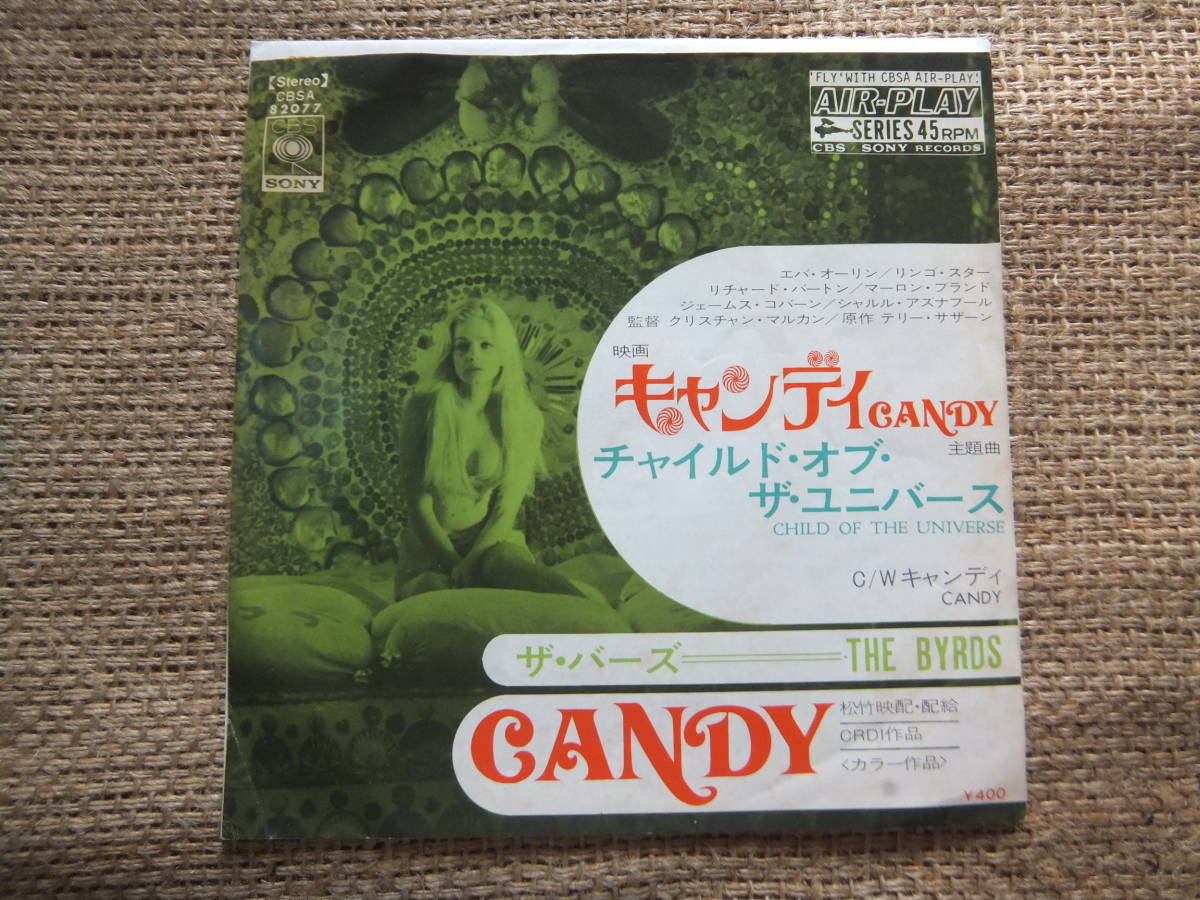 【Stereo】
CBSA
82077
CBS
SONY
'FLY' WITH CBSA AIR-PLAY!
AIR-PLAY
SERIES 45 RPM
CBS / SONY RECORDS
エバ・オーリン／リンゴ・スター
リチャード・バートン／マーロン・ブランド
ジェームス・コバーン／シャルル・アズナブール
監督 クリスチャン・マルカン／原作 テリー・サザーン
映画
キャンディ CANDY
主題曲
チャイルド・オブ・
ザ・ユニバース
CHILD OF THE UNIVERSE
C/W キャンディ
CANDY
ザ・バーズ THE BYRDS
CANDY
松竹映配・配給
CRDI作品
〈カラー作品〉
¥400